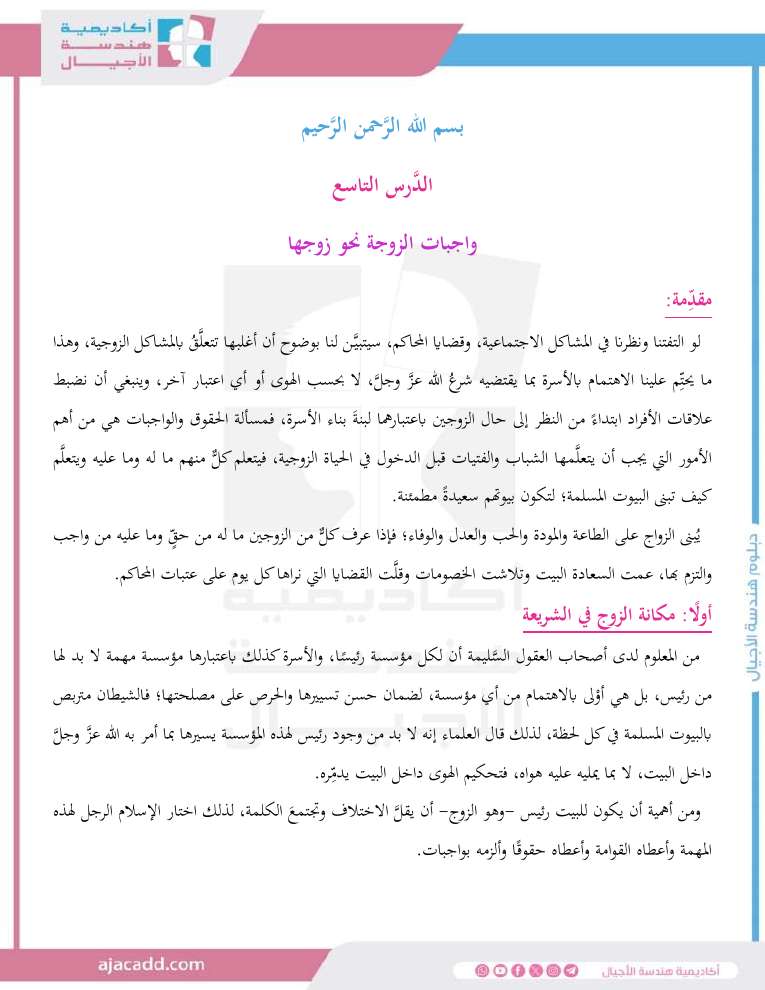 أكاديمية
هندسة
الأجيال
بسم الله الرَّحمن الرَّحيم
الدَّرس التاسع
واجبات الزوجة نحو زوجها
مقدِّمة:
لو التفتنا ونظرنا في المشاكل الاجتماعية، وقضايا المحاكم، سيتبيَّن لنا بوضوح أن أغلبها تتعلَّقُ بالمشاكل الزوجية، وهذا
ما يحتِّم علينا الاهتمام بالأسرة بما يقتضيه شرعُ الله عزَّ وجلَّ، لا بحسب الهوى أو أي اعتبار آخر، وينبغي أن نضبط
علاقات الأفراد ابتداءً من النظر إلى حال الزوجين باعتبارهما لبنةَ بناء الأسرة، فمسألة الحقوق والواجبات هي من أهم
الأمور التي يجب أن يتعلَّمها الشباب والفتيات قبل الدخول في الحياة الزوجية، فيتعلم كلٌّ منهم ما له وما عليه ويتعلَّم
كيف تبنى البيوت المسلمة؛ لتكون بيوتهم سعيدةً مطمئنة.
يُبنى الزواج على الطاعة والمودة والحب والعدل والوفاء؛ فإذا عرف كلٌّ من الزوجين ما له من حقٍّ وما عليه من واجب
والتزم بها، عمت السعادة البيت وتلاشت الخصومات وقلَّت القضايا التي نراها كل يوم على عتبات المحاكم.
أولًا: مكانة الزوج في الشريعة
من المعلوم لدى أصحاب العقول السَّليمة أن لكل مؤسسة رئيسًا، والأسرة كذلك باعتبارها مؤسسة مهمة لا بد لها
من رئيس، بل هي أوْلى بالاهتمام من أي مؤسسة، لضمان حسن تسييرها والحرص على مصلحتها؛ فالشيطان متربص
بالبيوت المسلمة في كل لحظة، لذلك قال العلماء إنه لا بد من وجود رئيس لهذه المؤسسة يسيرها بما أمر به الله عزَّ وجلَّ
داخل البيت، لا بما يمليه عليه هواه، فتحكيم الهوى داخل البيت يدمِّره.
ومن أهمية أن يكون للبيت رئيس –وهو الزوج– أن يقلَّ الاختلاف وتجتمعَ الكلمة، لذلك اختار الإسلام الرجل لهذه
المهمة وأعطاه القوامة وأعطاه حقوقًا وألزمه بواجبات.
أكاديمية
هندسة
الأجيال
دبلوم هندسة الأجيال
أكاديمية هندسة الأجيال
ajacadd.com